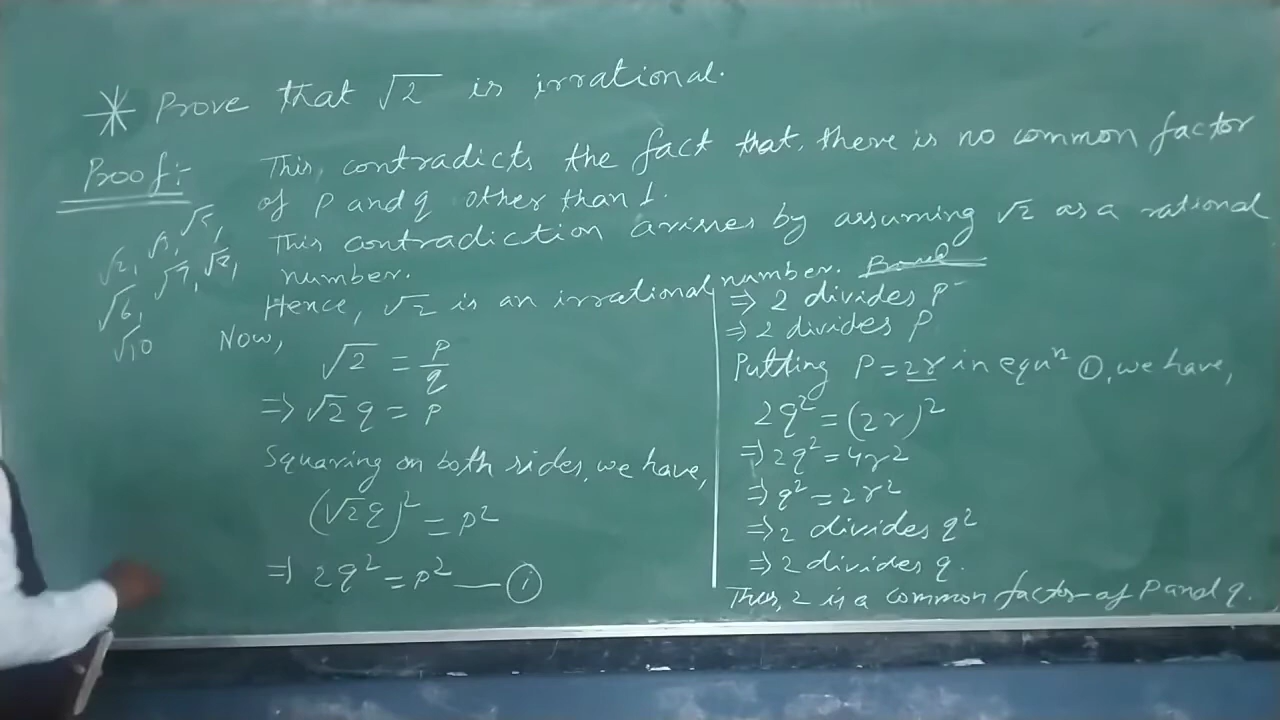 * Prove that √2 is irrational.
Proof:-
This, contradicts the fact that, there is no common factor
of p and q other than 1.
This contradiction arisses by assuming √2 as a rational
number.
Hence, √2 is an irrational number. Proved
√2, √3, √5,
√6, √7, √8,
√10
Now,
√2 = p/q
⇒ √2 q = p
Squaring on both sides, we have,
(√2q)² = p²
⇒ 2q² = p² — ①
⇒ 2 divides p²
⇒ 2 divides p
Putting p = 2r in equⁿ ①, we have,
2q² = (2r)²
⇒ 2q² = 4r²
⇒ q² = 2r²
⇒ 2 divides q²
⇒ 2 divides q.
Thus, 2 is a common factor of p and q.